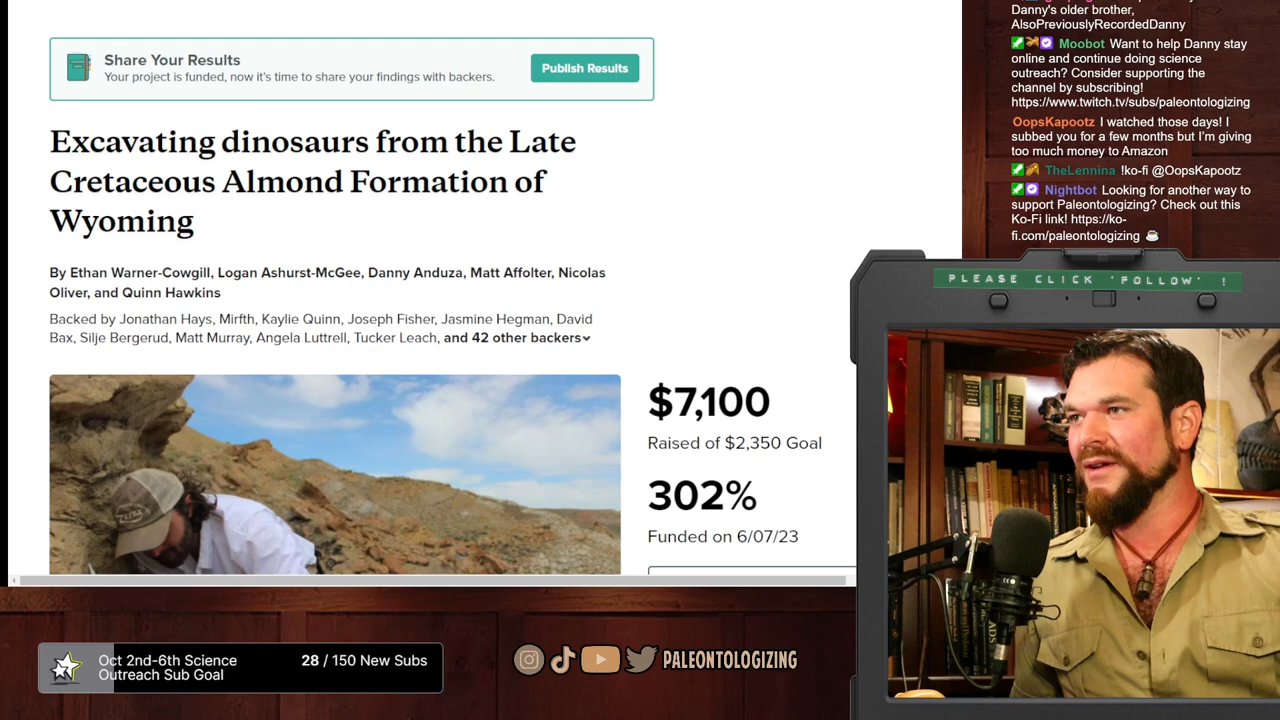 Share Your Results
Your project is funded, now it's time to share your findings with backers.
Publish Results
Excavating dinosaurs from the Late
Cretaceous Almond Formation of
Wyoming
By Ethan Warner-Cowgill, Logan Ashurst-McGee, Danny Anduza, Matt Affolter, Nicolas
Oliver, and Quinn Hawkins
Backed by Jonathan Hays, Mirfth, Kaylie Quinn, Joseph Fisher, Jasmine Hegman, David
Bax, Silje Bergerud, Matt Murray, Angela Luttrell, Tucker Leach, and 42 other backers
$7,100
Raised of $2,350 Goal
302%
Funded on 6/07/23
Danny's older brother,
AlsoPreviouslyRecordedDanny
Moobot Want to help Danny stay
online and continue doing science
outreach? Consider supporting the
channel by subscribing!
https://www.twitch.tv/subs/paleontologizing
OopsKapootz I watched those days! I
subbed you for a few months but I'm giving
too much money to Amazon
TheLennina !ko-fi @OopsKapootz
Nightbot Looking for another way to
support Paleontologizing? Check out this
Ko-Fi link! https://ko-
fi.com/paleontologizing
PLEASE CLICK 'FOLLOW' !
Oct 2nd-6th Science
Outreach Sub Goal
28 / 150 New Subs
PALEONTOLOGIZING